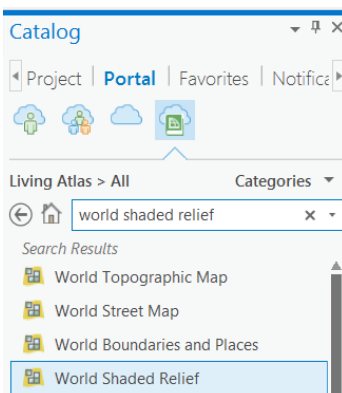 Catalog
Project | Portal | Favorites | Notifica
Living Atlas > All Categories
world shaded relief
Search Results
World Topographic Map
World Street Map
World Boundaries and Places
World Shaded Relief